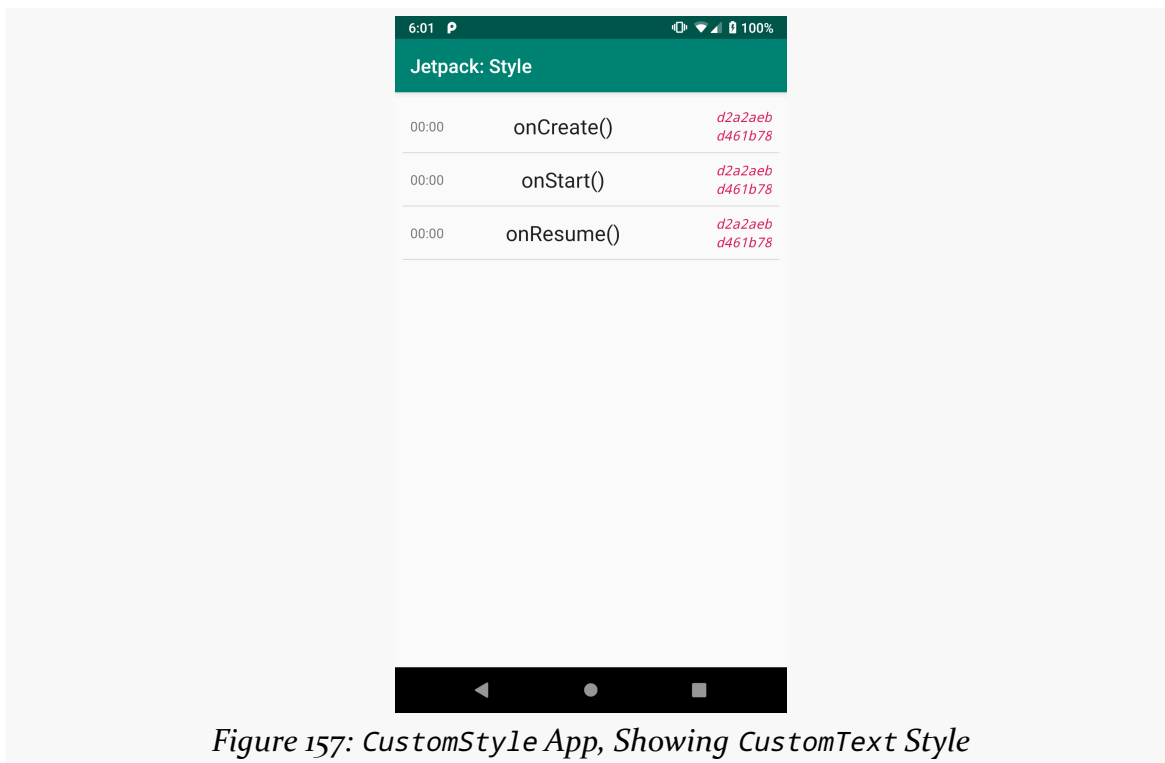 6:01 100%
Jetpack: Style
00:00 onCreate() d2a2aeb
d461b78
00:00 onStart() d2a2aeb
d461b78
00:00 onResume() d2a2aeb
d461b78
Figure 157: CustomStyle App, Showing CustomText Style